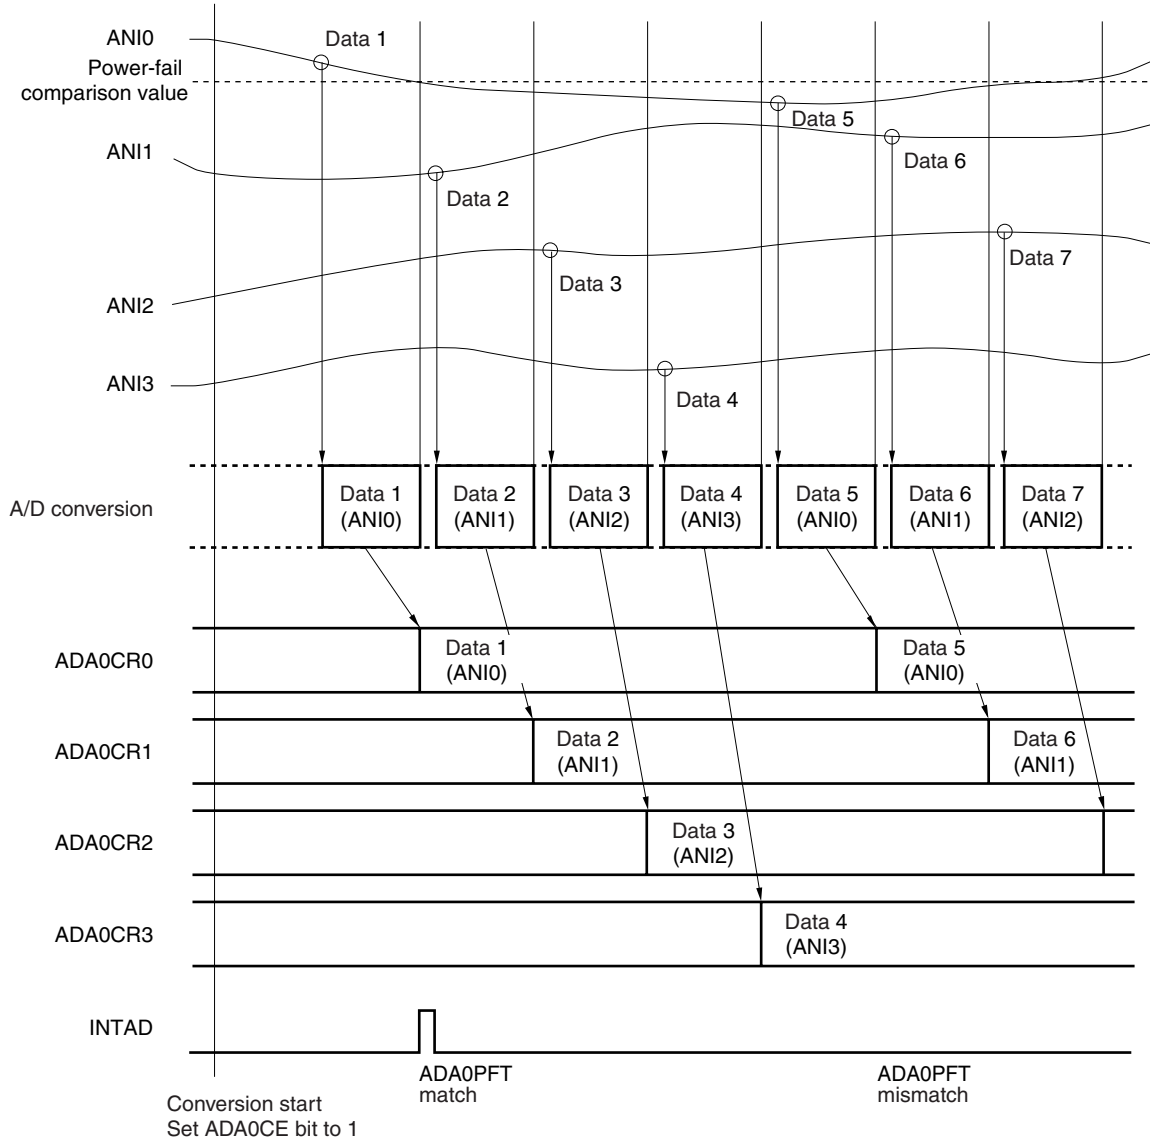 ANI0
Data 1
Power-fail
comparison value
Data 5
ANI1
Data 6
Data 2
Data 7
Data 3
ANI2
ANI3
Data 4
A/D conversion
Data 1
(ANI0)
Data 2
(ANI1)
Data 3
(ANI2)
Data 4
(ANI3)
Data 5
(ANI0)
Data 6
(ANI1)
Data 7
(ANI2)
ADA0CR0
Data 1
(ANI0)
Data 5
(ANI0)
ADA0CR1
Data 2
(ANI1)
Data 6
(ANI1)
ADA0CR2
Data 3
(ANI2)
ADA0CR3
Data 4
(ANI3)
INTAD
ADA0PFT
match
ADA0PFT
mismatch
Conversion start
Set ADA0CE bit to 1